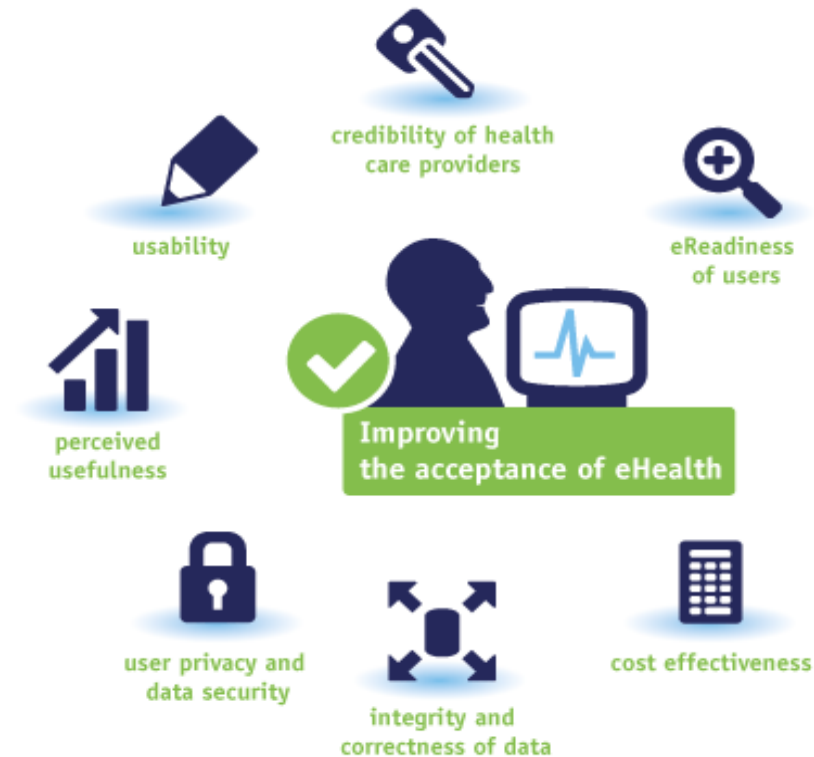 credibility of health
care providers
usability
eReadiness
of users
perceived
usefulness
Improving
the acceptance of eHealth
user privacy and
data security
integrity and
correctness of data
cost effectiveness